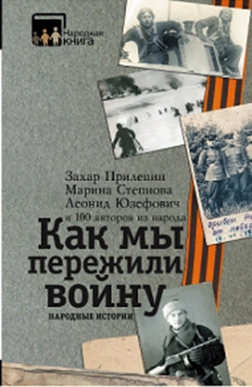 Народная
книга
Захар Прилепин
Марина Степнова
Леонид Юзефович
и 100 авторов из народа
Как мы
пережили
войну
НАРОДНЫЕ ИСТОРИИ